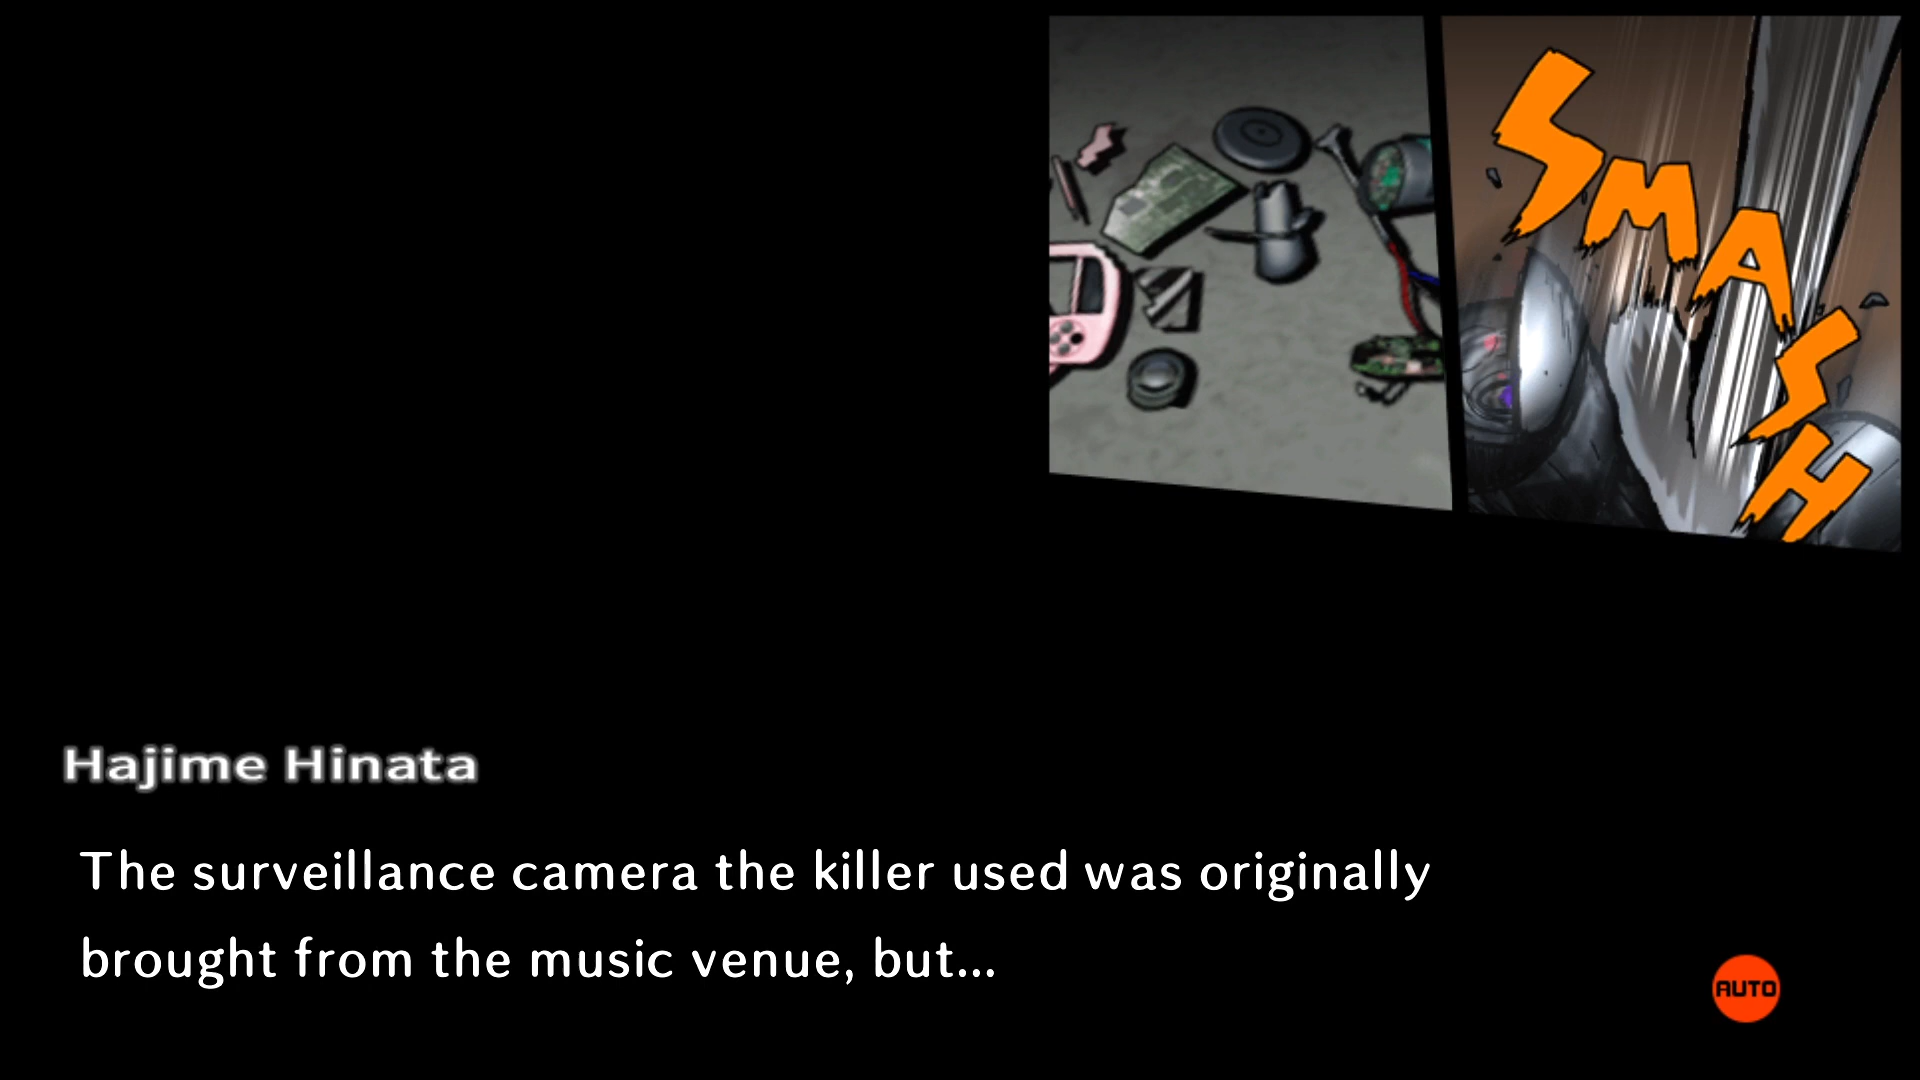 SMASH
Hajime Hinata
The surveillance camera the killer used was originally
brought from the music venue, but...
AUTO